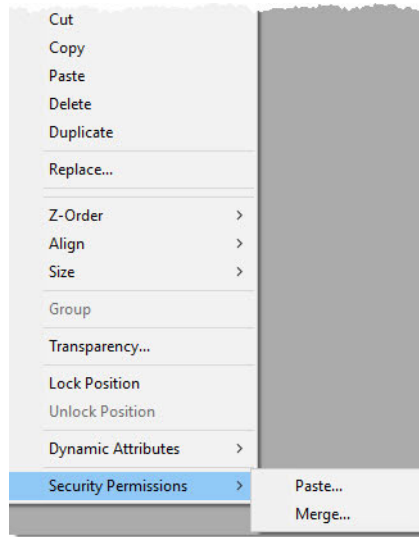 Cut
Copy
Paste
Delete
Duplicate
Replace...
Z-Order
Align
Size
Group
Transparency...
Lock Position
Unlock Position
Dynamic Attributes
Security Permissions
Paste...
Merge...